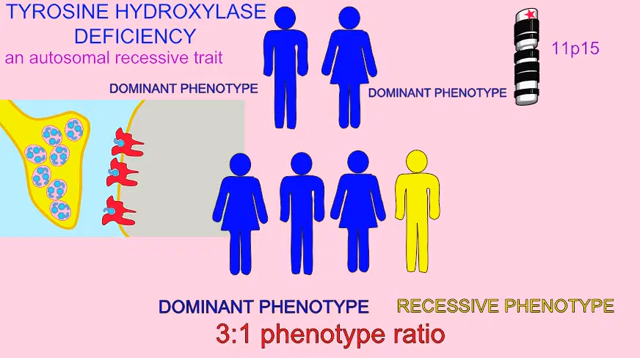 TYROSINE HYDROXYLASE
DEFICIENCY
an autosomal recessive trait
DOMINANT PHENOTYPE
DOMINANT PHENOTYPE
11p15
DOMINANT PHENOTYPE
RECESSIVE PHENOTYPE
3:1 phenotype ratio